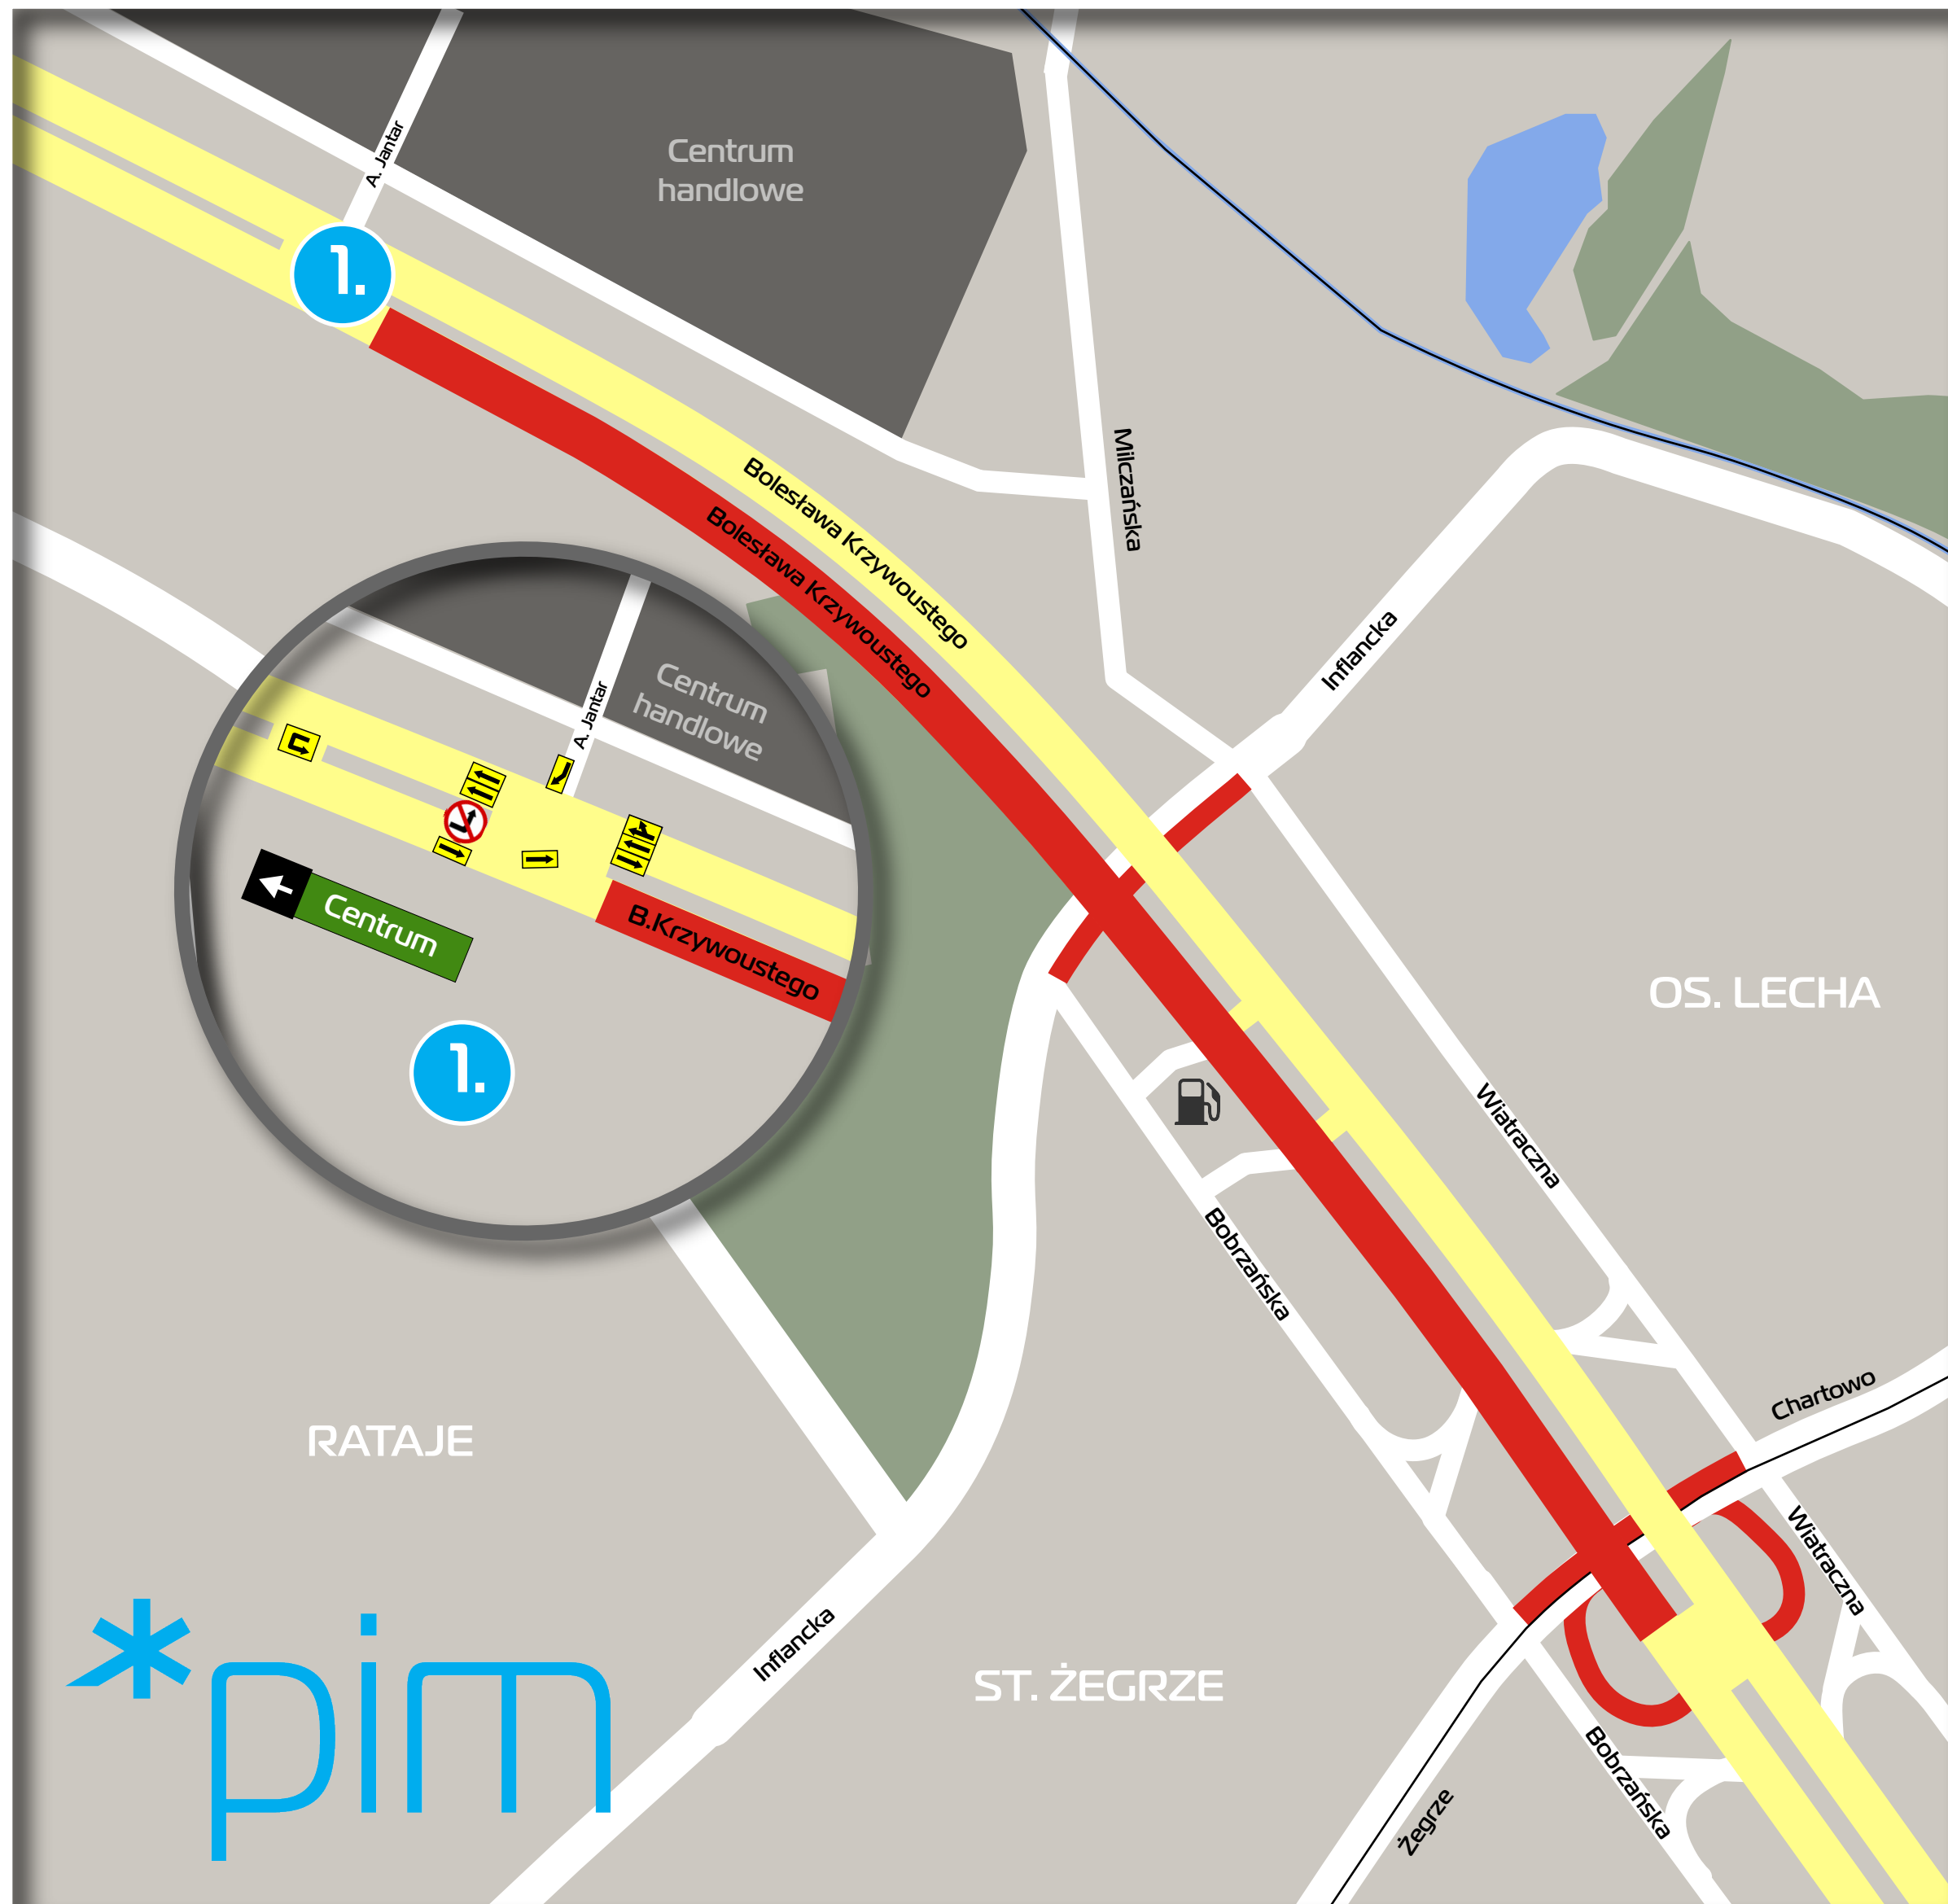 A. Jantar
Centrum
handlowe
1.
Milczańska
Bolesława Krzywoustego
Bolesława Krzywoustego
Inflancka
Centrum
handlowe
A. Jantar
Centrum
B.Krzywoustego
1.
OS. LECHA
Wiatraczna
Bobrzańska
Chartowo
RATAJE
Wiatraczna
Inflancka
ST. ŻEGRZE
Bobrzańska
Żegrze
*pim